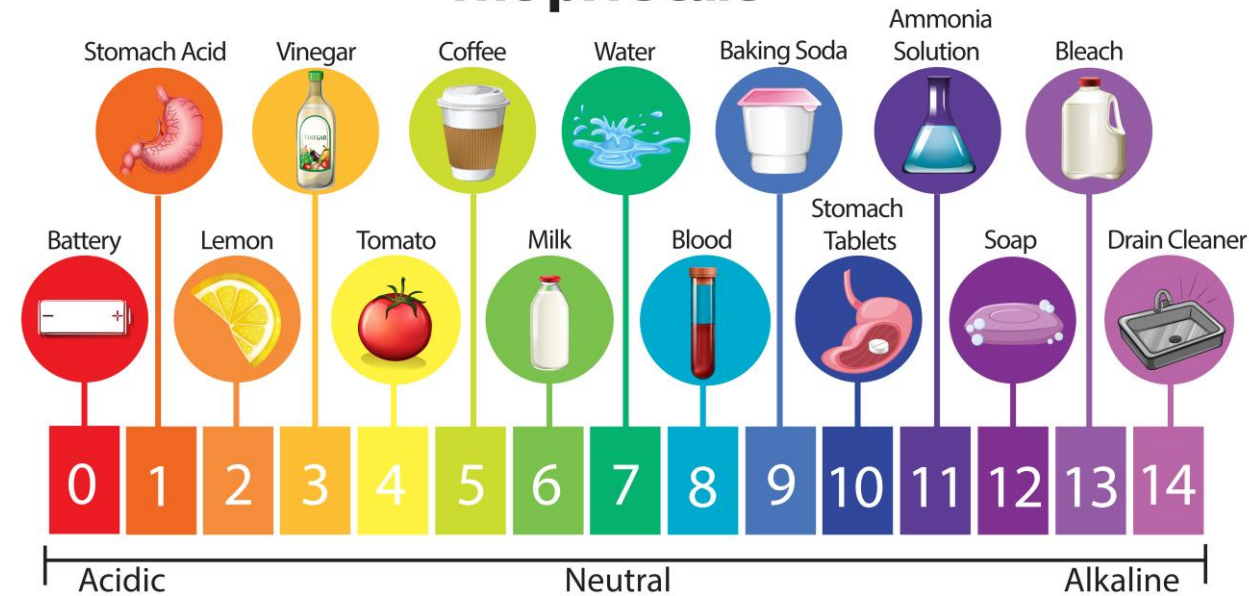 Stomach Acid
Vinegar
Coffee
Water
Baking Soda
Ammonia
Solution
Bleach
VINEGAR
Battery
Lemon
Tomato
Milk
Blood
Stomach
Tablets
Soap
Drain Cleaner
0 1 2 3 4 5 6 7 8 9 10 11 12 13 14
Acidic Neutral Alkaline